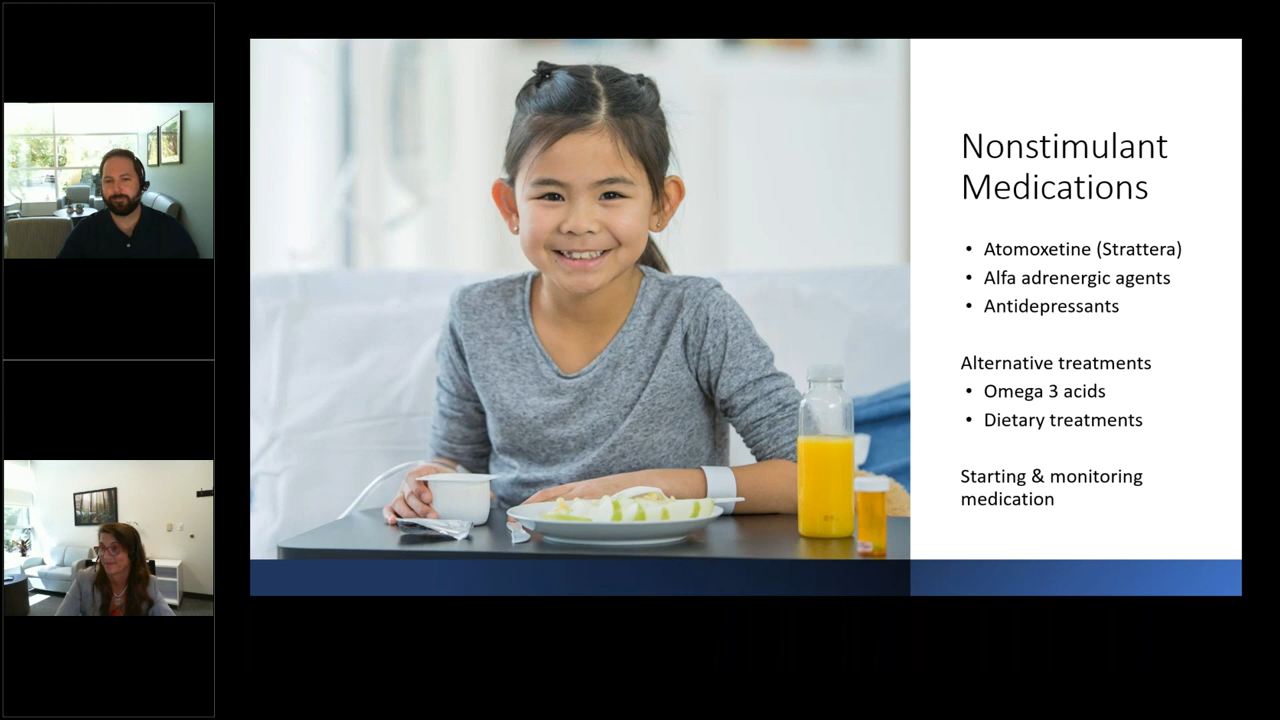 Nonstimulant
Medications
• Atomoxetine (Strattera)
• Alfa adrenergic agents
• Antidepressants
Alternative treatments
• Omega 3 acids
• Dietary treatments
Starting & monitoring
medication